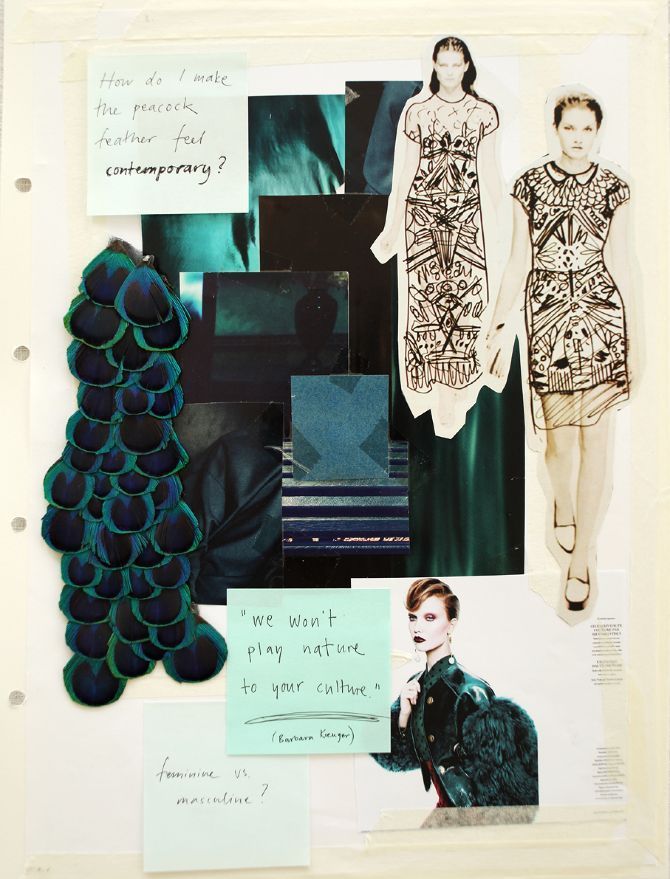 How do I make
the peacock
feather feel
contemporary?
"we won't
play nature
to your culture."
(Barbara Kruger)
feminine vs.
masculine?